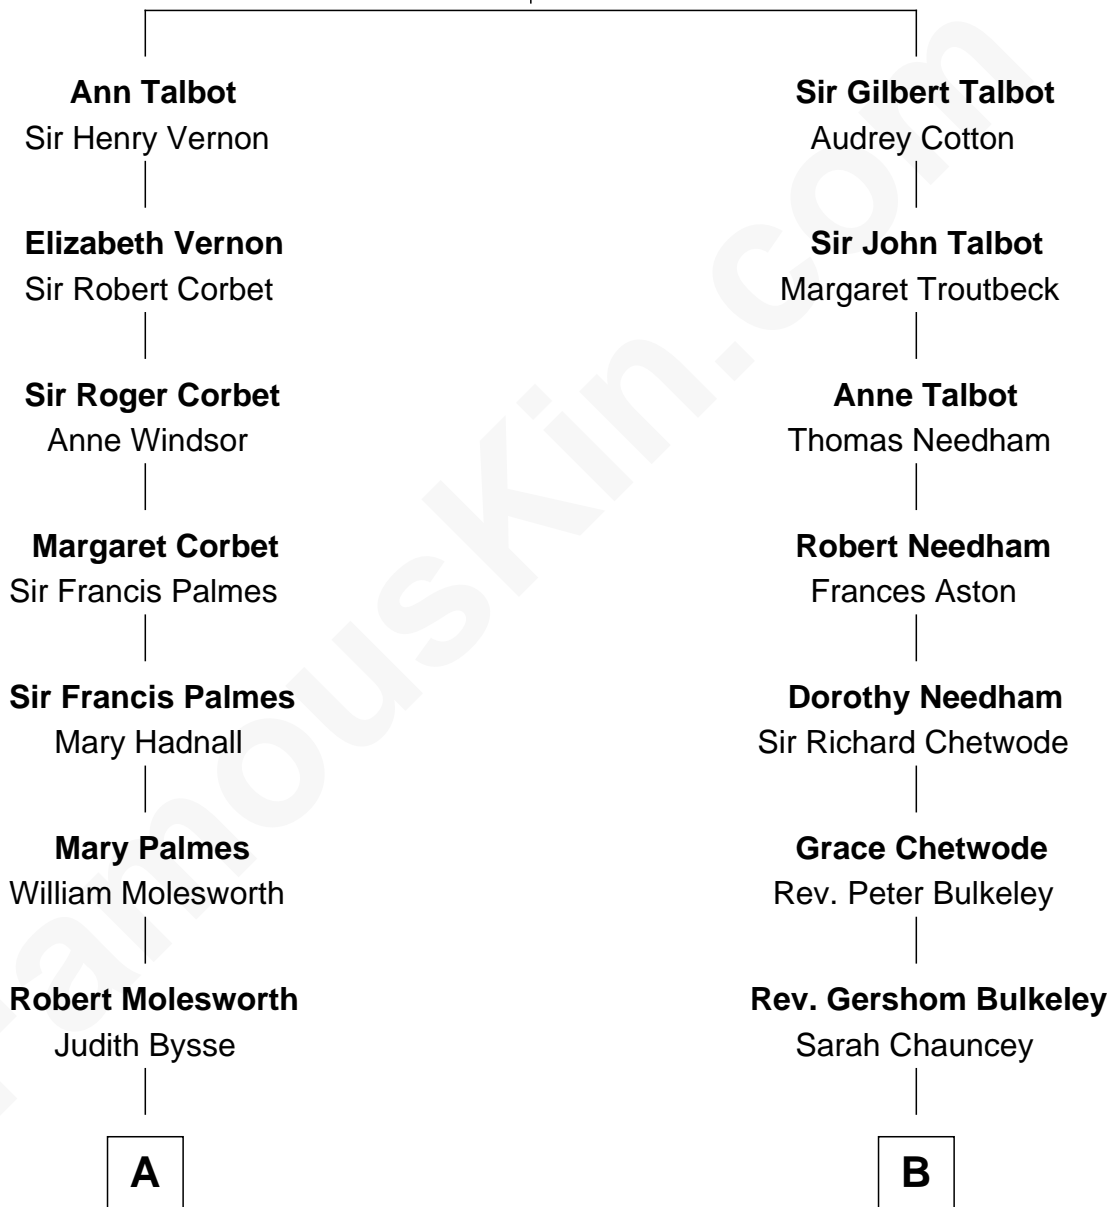 Ann Talbot
Sir Henry Vernon
Elizabeth Vernon
Sir Robert Corbet
Sir Roger Corbet
Anne Windsor
Margaret Corbet
Sir Francis Palmes
Sir Francis Palmes
Mary Hadnall
Mary Palmes
William Molesworth
Robert Molesworth
Judith Bysse
A
Sir Gilbert Talbot
Audrey Cotton
Sir John Talbot
Margaret Troutbeck
Anne Talbot
Thomas Needham
Robert Needham
Frances Aston
Dorothy Needham
Sir Richard Chetwode
Grace Chetwode
Rev. Peter Bulkeley
Rev. Gershom Bulkeley
Sarah Chauncey
B
FamousKin.com